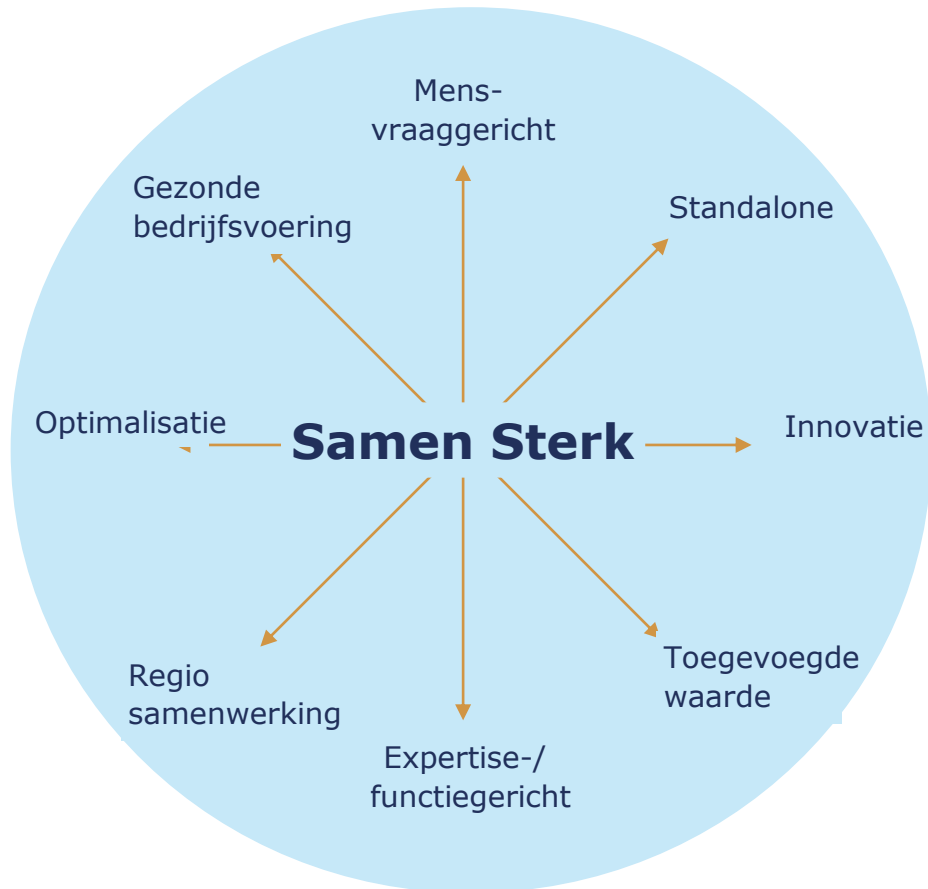 Mens-
vraaggericht
Gezonde
bedrijfsvoering
Standalone
Optimalisatie
Samen Sterk
Innovatie
Regio
samenwerking
Toegevoegde
waarde
Expertise-/
functiegericht